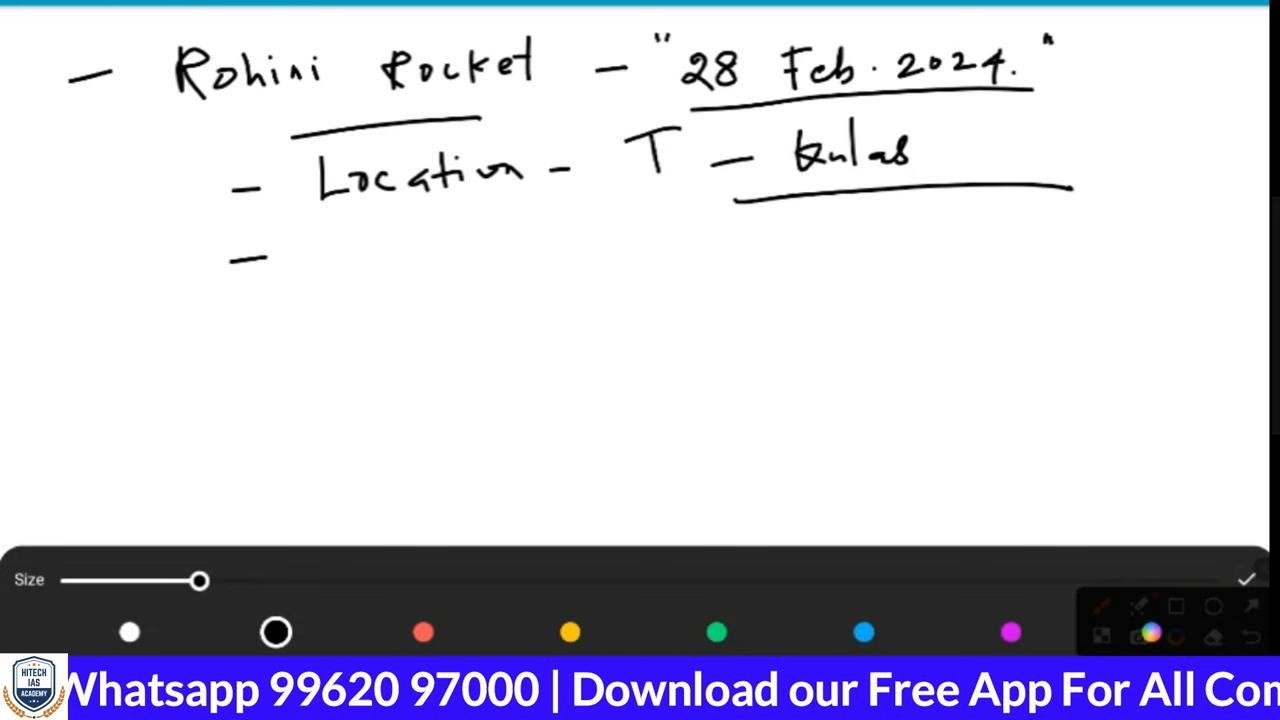 — Rohini Rocket — "28 Feb. 2024."
— Location — T — Kulas
—
Size
HITECH
IAS
ACADEMY
Whatsapp 99620 97000 | Download our Free App For All Com